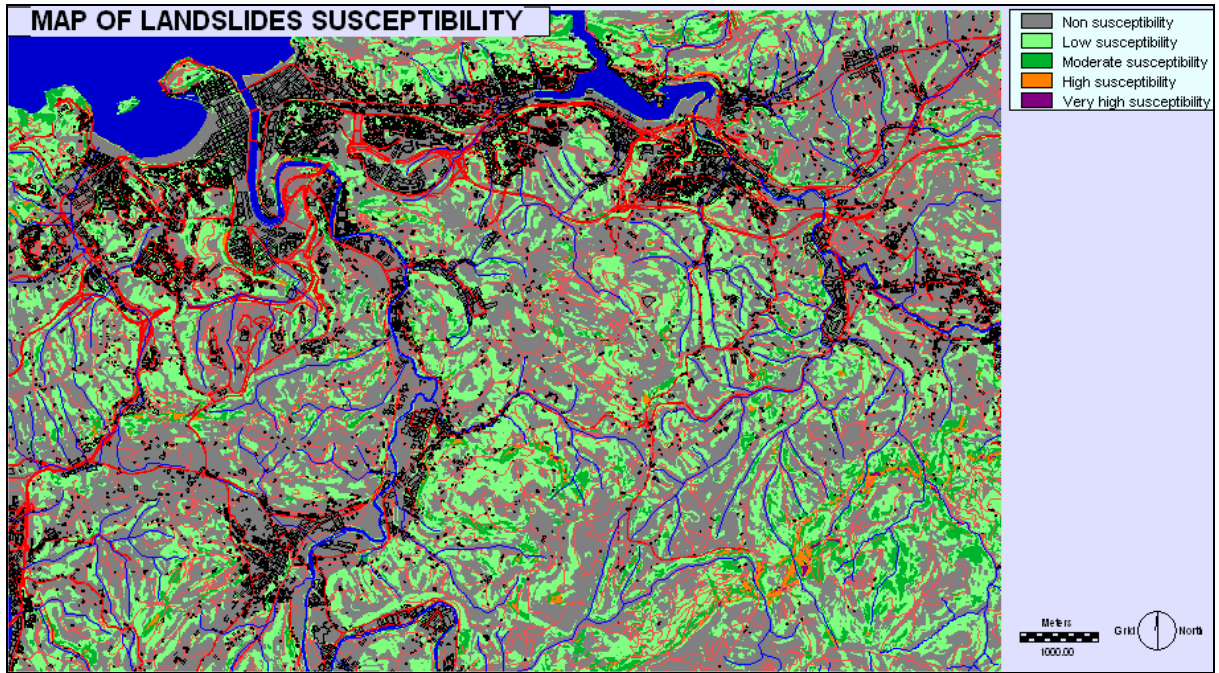 MAP OF LANDSLIDES SUSCEPTIBILITY
Non susceptibility
Low susceptibility
Moderate susceptibility
High susceptibility
Very high susceptibility
Meters
1000.00
Grid North